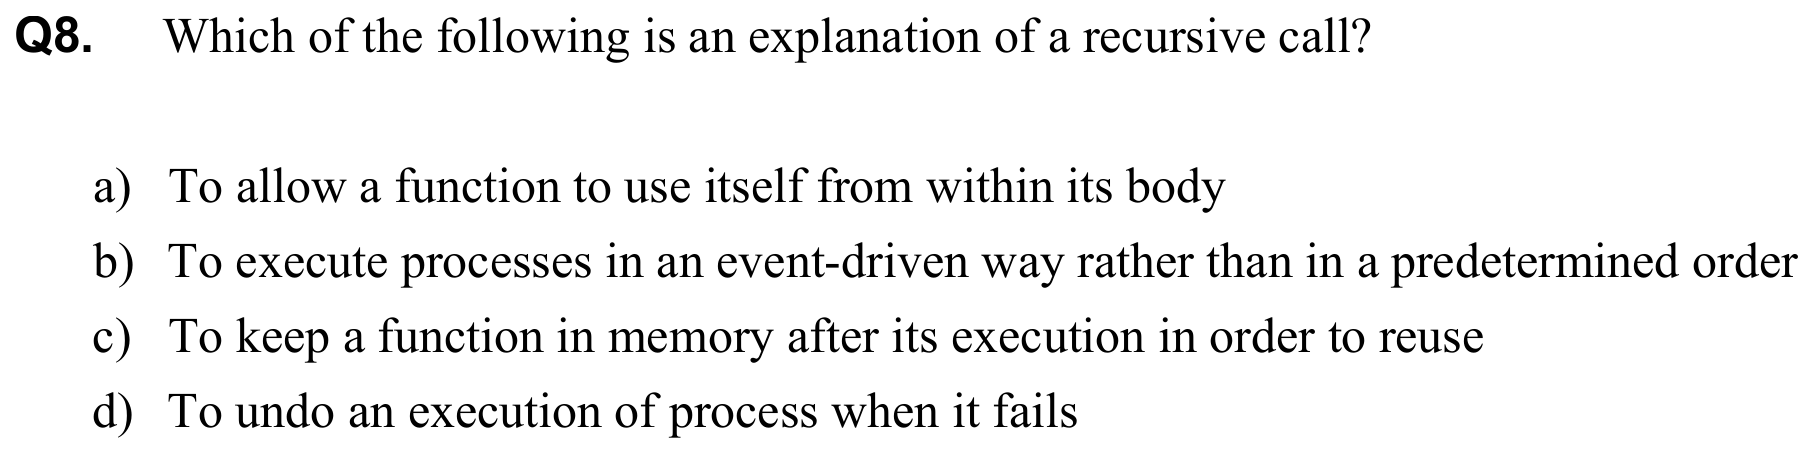 Q8. Which of the following is an explanation of a recursive call?
a) To allow a function to use itself from within its body
b) To execute processes in an event-driven way rather than in a predetermined order
c) To keep a function in memory after its execution in order to reuse
d) To undo an execution of process when it fails